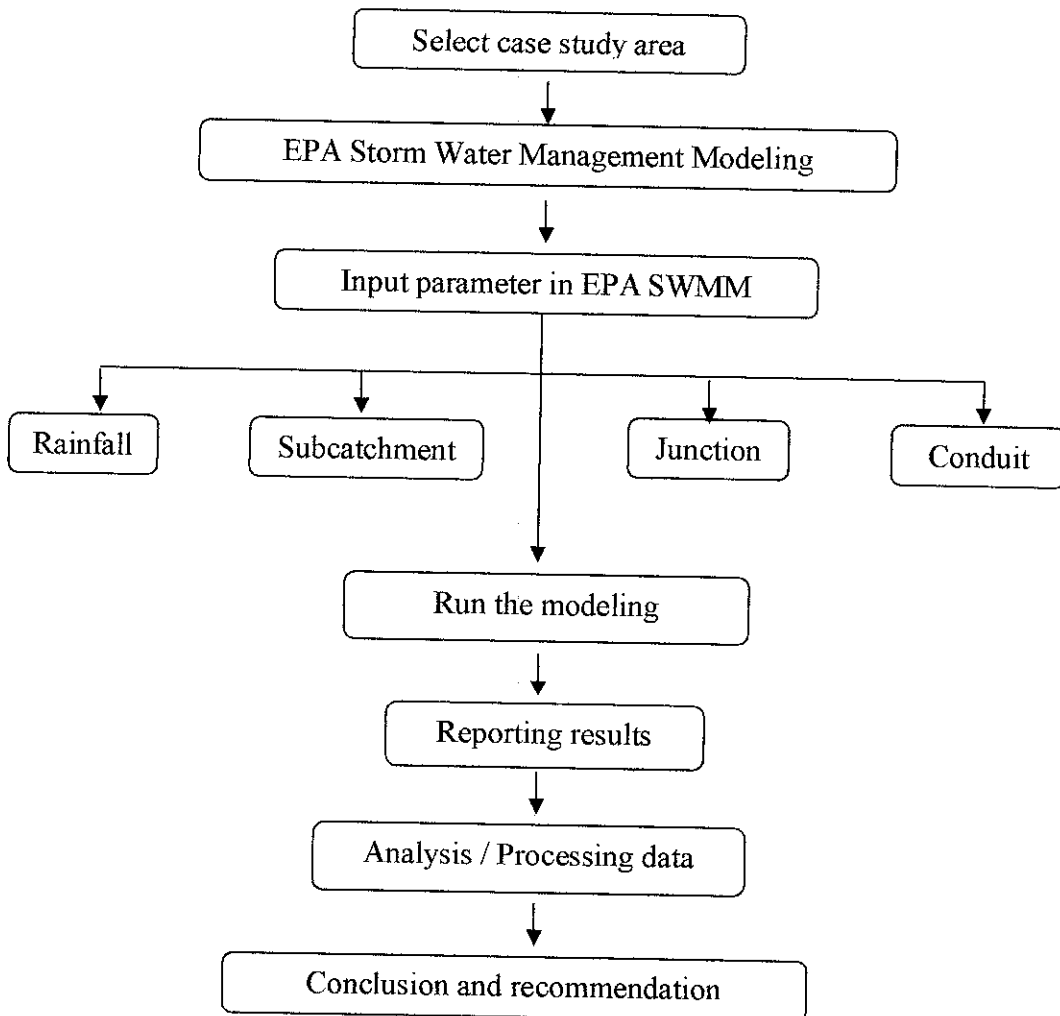 Select case study area
EPA Storm Water Management Modeling
Input parameter in EPA SWMM
Rainfall
Subcatchment
Junction
Conduit
Run the modeling
Reporting results
Analysis / Processing data
Conclusion and recommendation